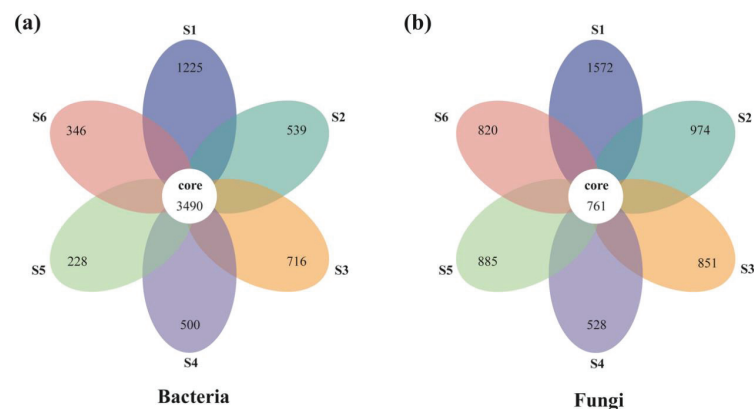 (a)
S1
1225
S6
346
S2
539
core
3490
228
S5
716
S3
500
S4
Bacteria
(b)
S1
1572
S6
820
974
S2
core
761
885
S5
851
S3
528
S4
Fungi